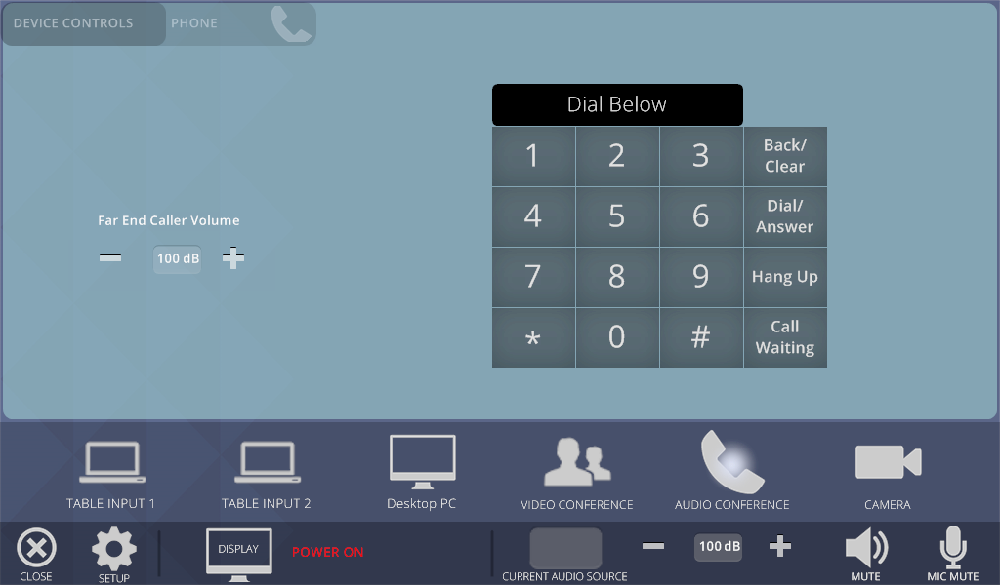 DEVICE CONTROLS
PHONE
Dial Below
1 2 3 Back/
Clear
4 5 6 Dial/
Answer
7 8 9 Hang Up
* 0 # Call
Waiting
Far End Caller Volume
100 dB
TABLE INPUT 1
TABLE INPUT 2
Desktop PC
VIDEO CONFERENCE
AUDIO CONFERENCE
CAMERA
CLOSE
SETUP
DISPLAY
POWER ON
CURRENT AUDIO SOURCE
100 dB
MUTE
MIC MUTE